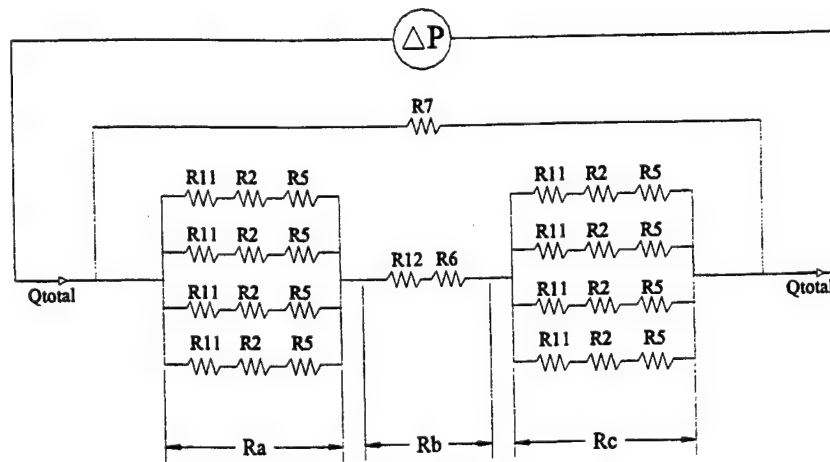 △P
R7
R11 R2 R5 R11 R2 R5
R11 R2 R5 R11 R2 R5
R12 R6
Qtotal Qtotal
R11 R2 R5 R11 R2 R5
R11 R2 R5 R11 R2 R5
Ra Rb Rc